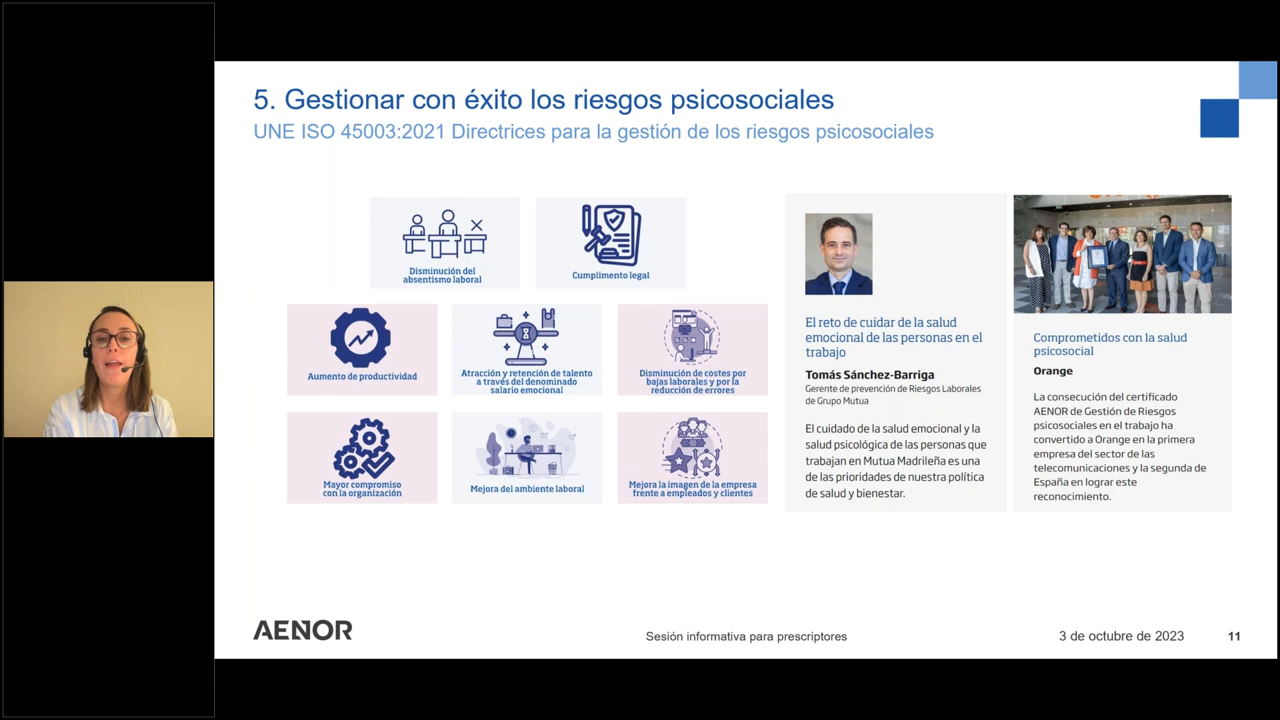 5. Gestionar con éxito los riesgos psicosociales
UNE ISO 45003:2021 Directrices para la gestión de los riesgos psicosociales
Disminución del
absentismo laboral
Cumplimento legal
Aumento de productividad
Atracción y retención de talento
a través del denominado
salario emocional
Disminución de costes por
bajas laborales y por la
reducción de errores
Mayor compromiso
con la organización
Mejora del ambiente laboral
Mejora la imagen de la empresa
frente a empleados y clientes
El reto de cuidar de la salud
emocional de las personas en el
trabajo
Tomás Sánchez-Barriga
Gerente de prevención de Riesgos Laborales
de Grupo Mutua
El cuidado de la salud emocional y la
salud psicológica de las personas que
trabajan en Mutua Madrileña es una
de las prioridades de nuestra política
de salud y bienestar.
Comprometidos con la salud
psicosocial
Orange
La consecución del certificado
AENOR de Gestión de Riesgos
psicosociales en el trabajo ha
convertido a Orange en la primera
empresa del sector de las
telecomunicaciones y la segunda de
España en lograr este
reconocimiento.
AENOR
Sesión informativa para prescriptores
3 de octubre de 2023
11